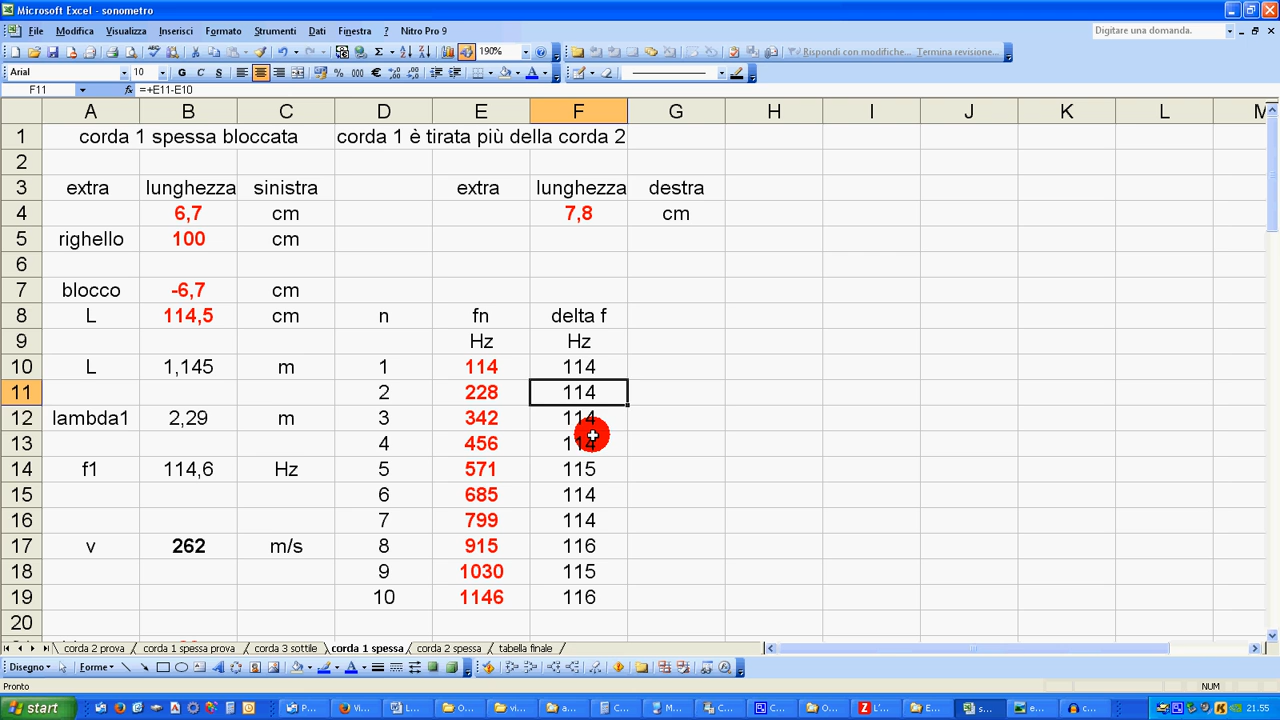 Microsoft Excel - sonometro
File Modifica Visualizza Inserisci Formato Strumenti Dati Finestra ? Nitro Pro 9 Digitare una domanda.
190% Rispondi con modifiche... Termina revisione...
Arial 10 G C S % € 000
F11 fx =+E11-E10
A B C D E F G H I J K L M
1 corda 1 spessa bloccata corda 1 è tirata più della corda 2
2
3 extra lunghezza sinistra extra lunghezza destra
4 6,7 cm 7,8 cm
5 righello 100 cm
6
7 blocco -6,7 cm
8 L 114,5 cm n fn delta f
9 Hz Hz
10 L 1,145 m 1 114 114
11 2 228 114
12 lambda1 2,29 m 3 342 114
13 4 456 114
14 f1 114,6 Hz 5 571 115
15 6 685 114
16 7 799 114
17 v 262 m/s 8 915 116
18 9 1030 115
19 10 1146 116
20
corda 2 prova corda 1 spessa prova corda 3 sottile corda 1 spessa corda 2 spessa tabella finale
Disegno Forme
Pronto NUM
start P... Vi... L... O... vi... a... C... M... C... C... O... Z L'... E... s... e... c... 21.55